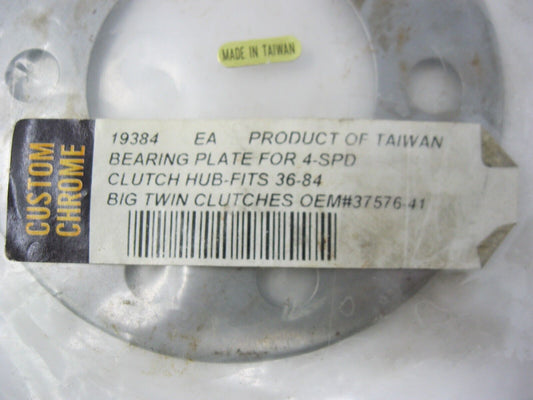 MADE IN TAIWAN
CUSTOM
CHROME
19384 EA PRODUCT OF TAIWAN
BEARING PLATE FOR 4-SPD
CLUTCH HUB-FITS 36-84
BIG TWIN CLUTCHES OEM#37576-41